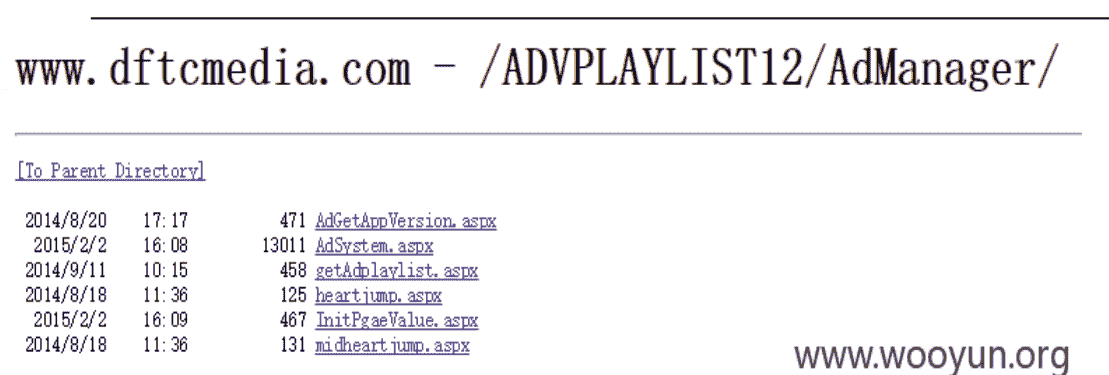 www.dftcmedia.com - /ADVPLAYLIST12/AdManager/
[To Parent Directory]
2014/8/20 17:17 471 AdGetAppVersion.aspx
2015/2/2 16:08 13011 AdSystem.aspx
2014/9/11 10:15 458 getAdplaylist.aspx
2014/8/18 11:36 125 heartjump.aspx
2015/2/2 16:09 467 InitPgaeValue.aspx
2014/8/18 11:36 131 midheartjump.aspx
www.wooyun.org